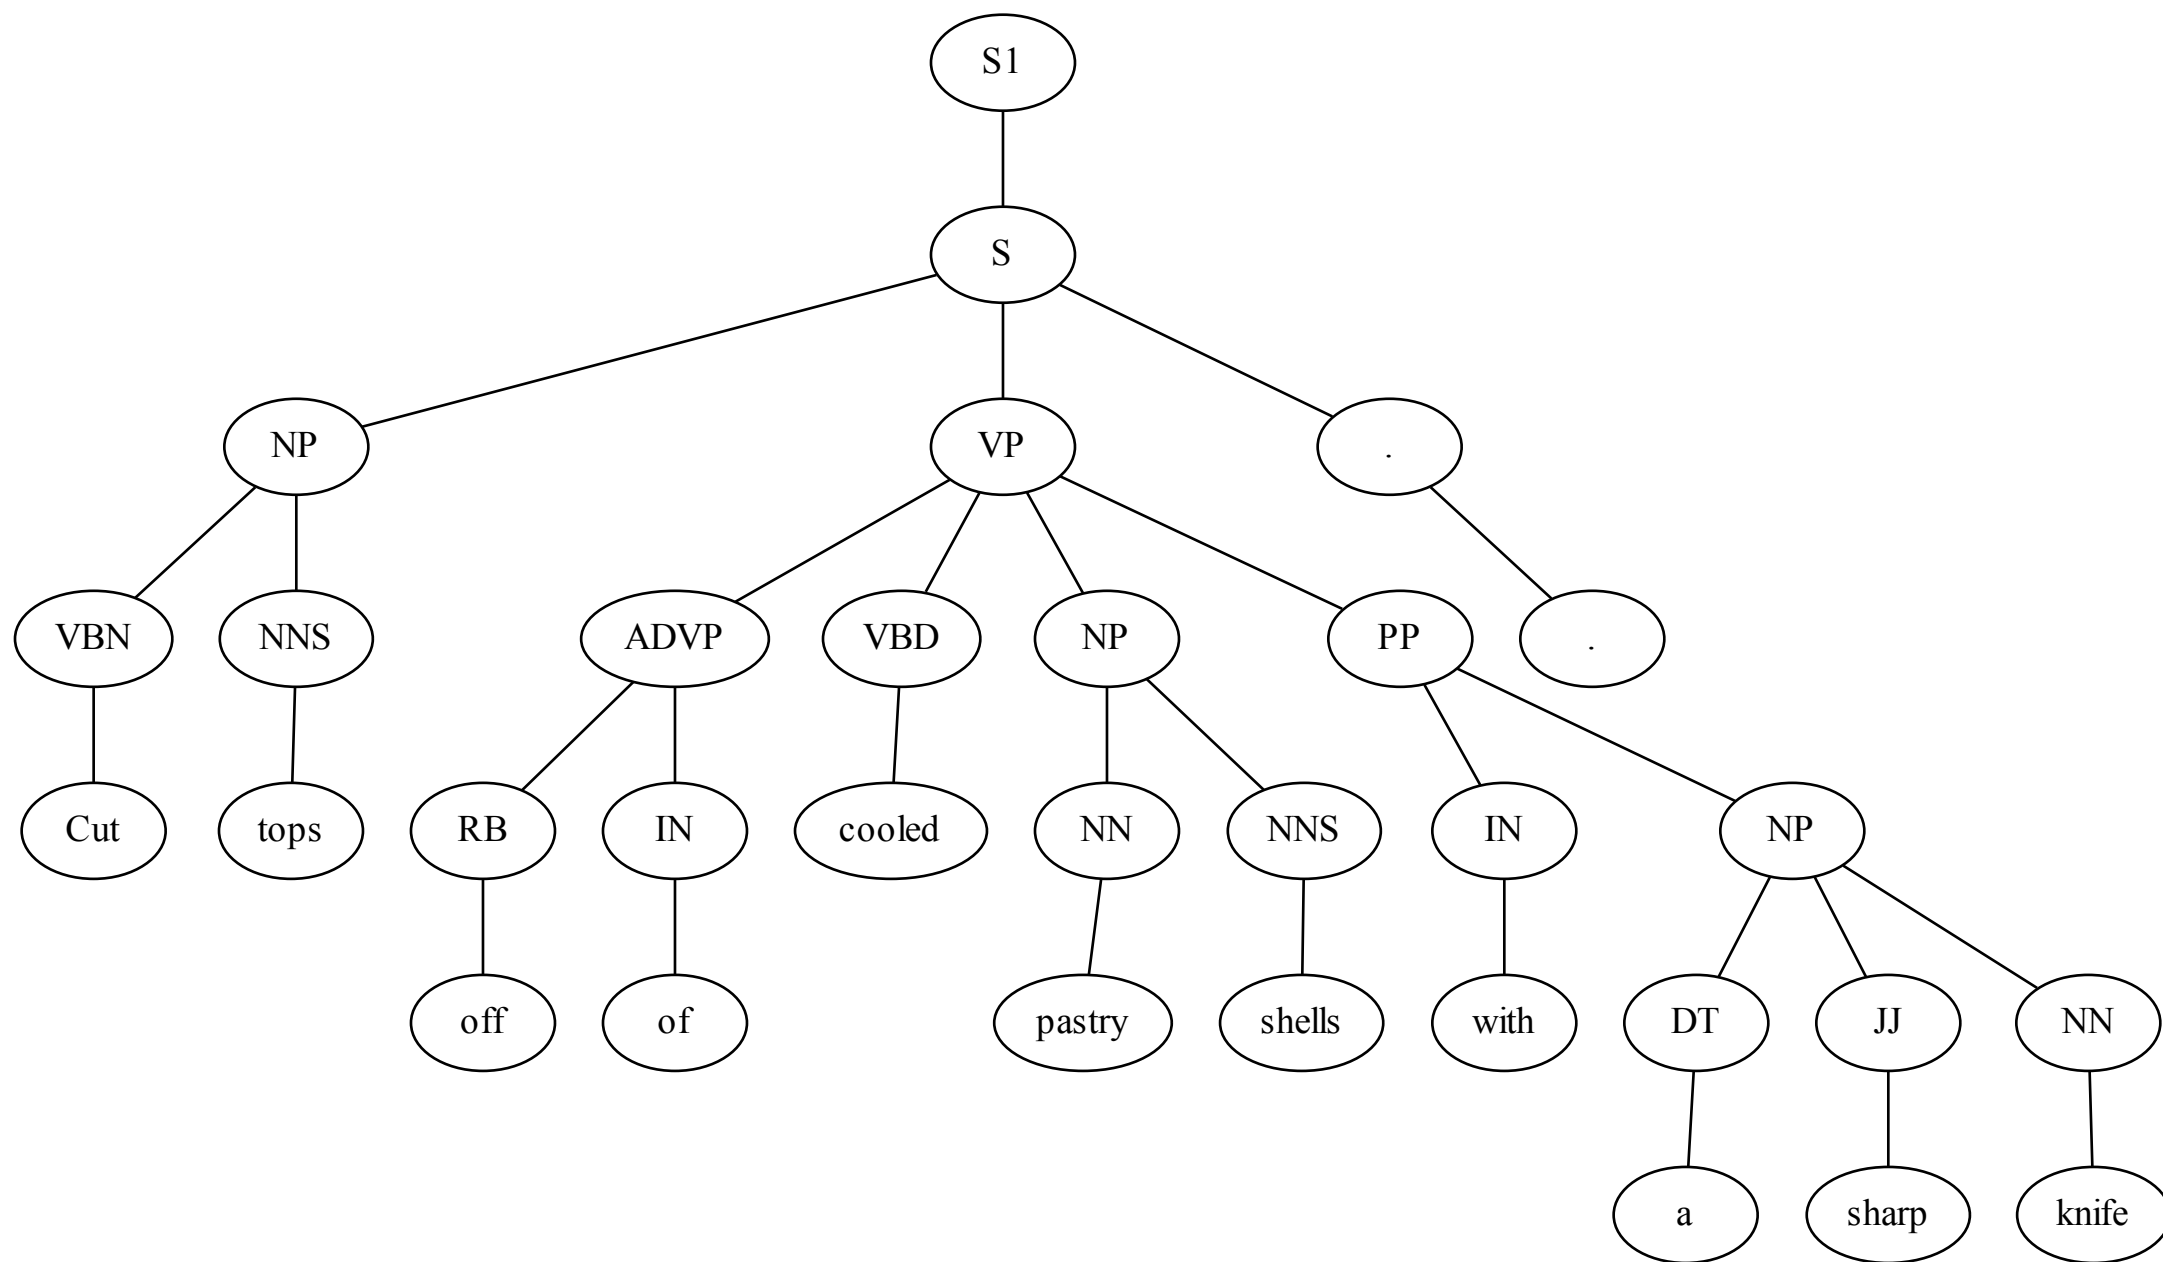 S1
S
NP VP .
VBN NNS ADVP VBD NP PP .
Cut tops RB IN cooled NN NNS IN NP
off of pastry shells with DT JJ NN
a sharp knife